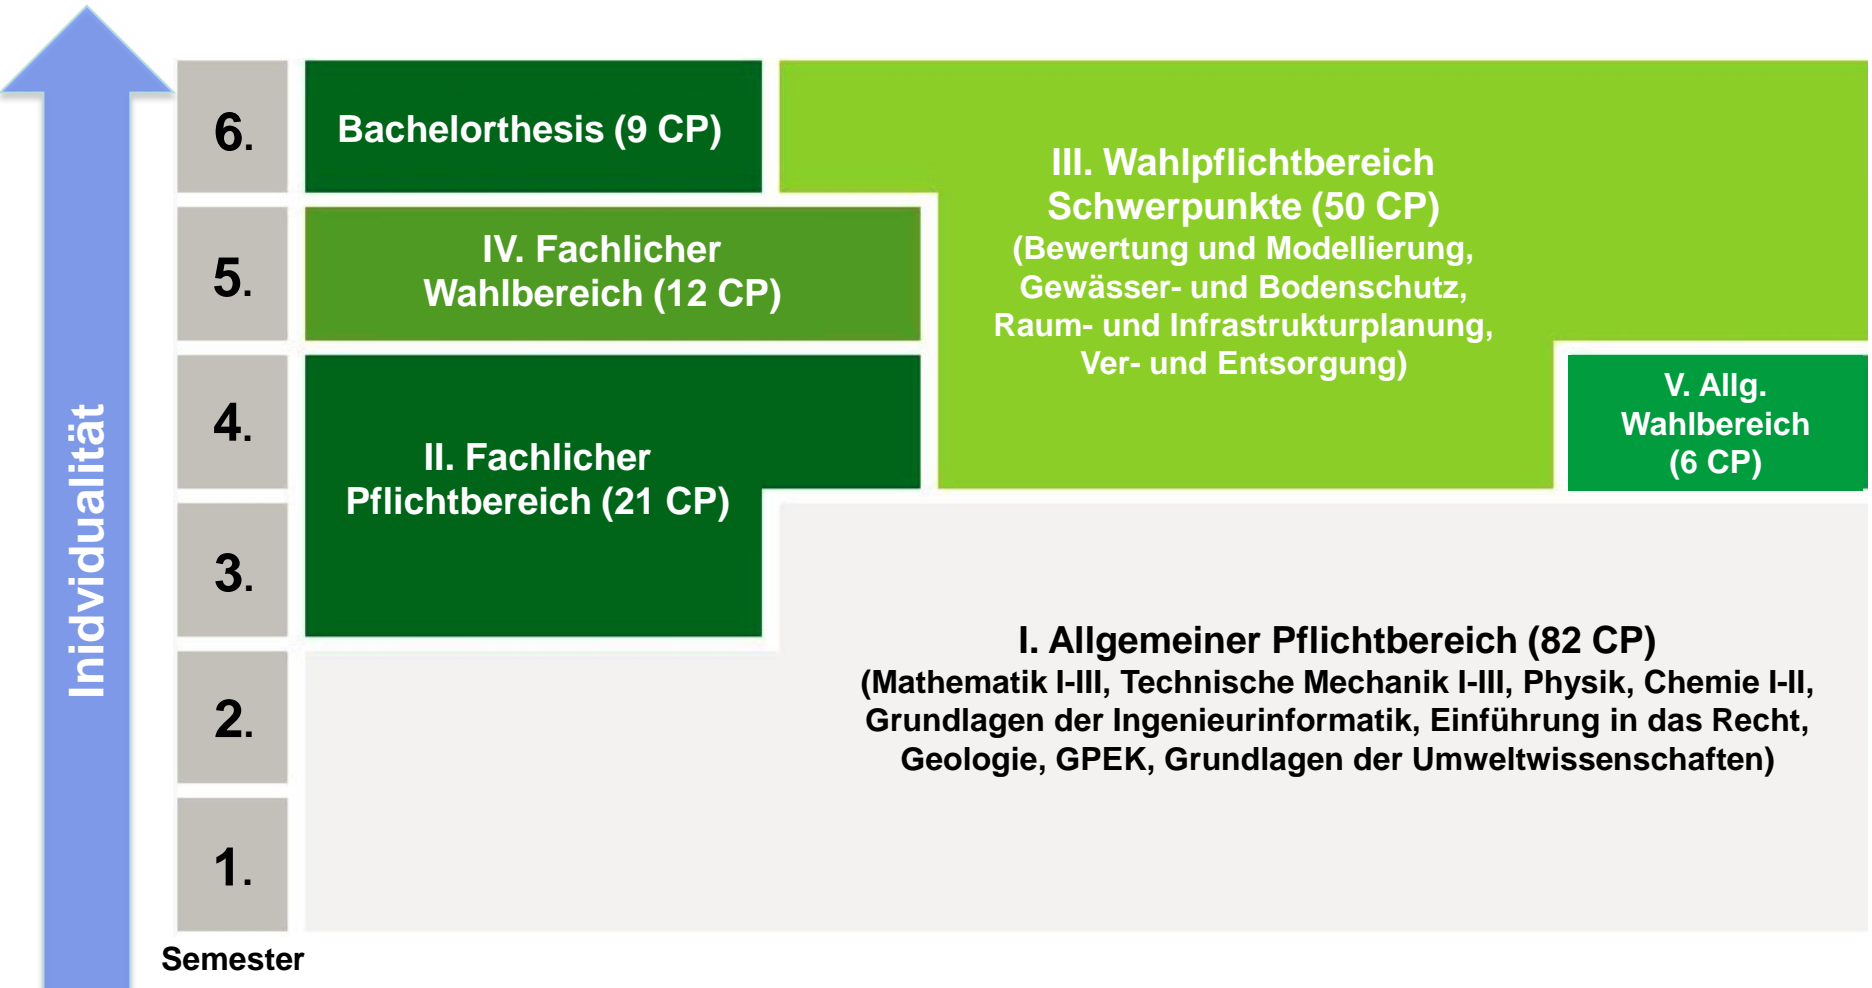 Inidvidualität
6.
Bachelorthesis (9 CP)
III. Wahlpflichtbereich
Schwerpunkte (50 CP)
(Bewertung und Modellierung,
Gewässer- und Bodenschutz,
Raum- und Infrastrukturplanung,
Ver- und Entsorgung)
5.
IV. Fachlicher
Wahlbereich (12 CP)
4.
II. Fachlicher
Pflichtbereich (21 CP)
V. Allg.
Wahlbereich
(6 CP)
3.
I. Allgemeiner Pflichtbereich (82 CP)
(Mathematik I-III, Technische Mechanik I-III, Physik, Chemie I-II,
Grundlagen der Ingenieurinformatik, Einführung in das Recht,
Geologie, GPEK, Grundlagen der Umweltwissenschaften)
2.
1.
Semester